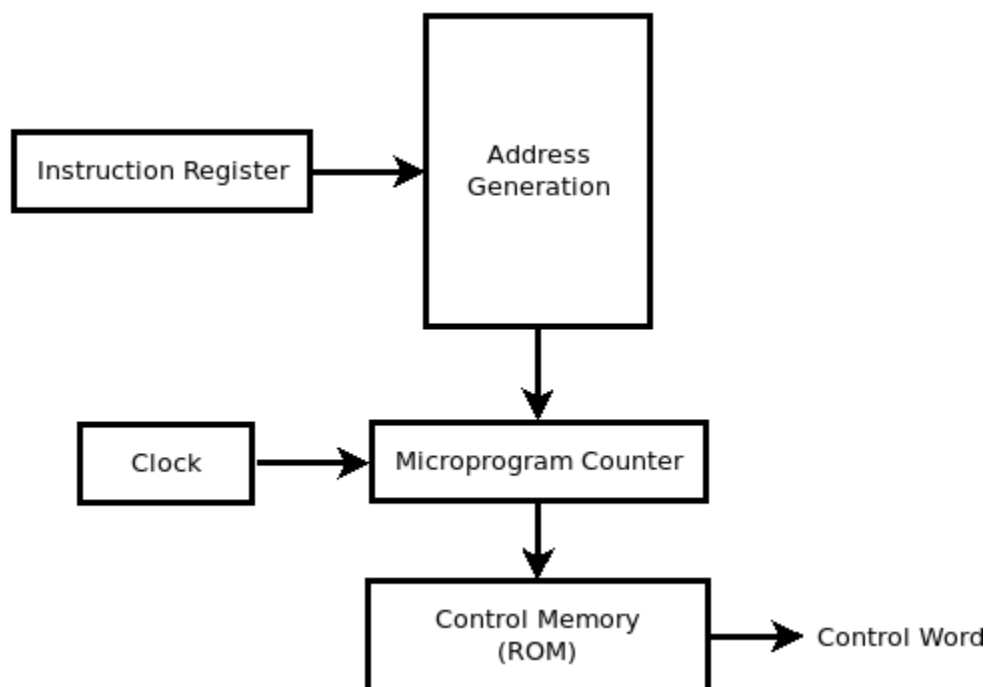 Address
Generation
Instruction Register
Clock
Microprogram Counter
Control Memory
(ROM)
Control Word